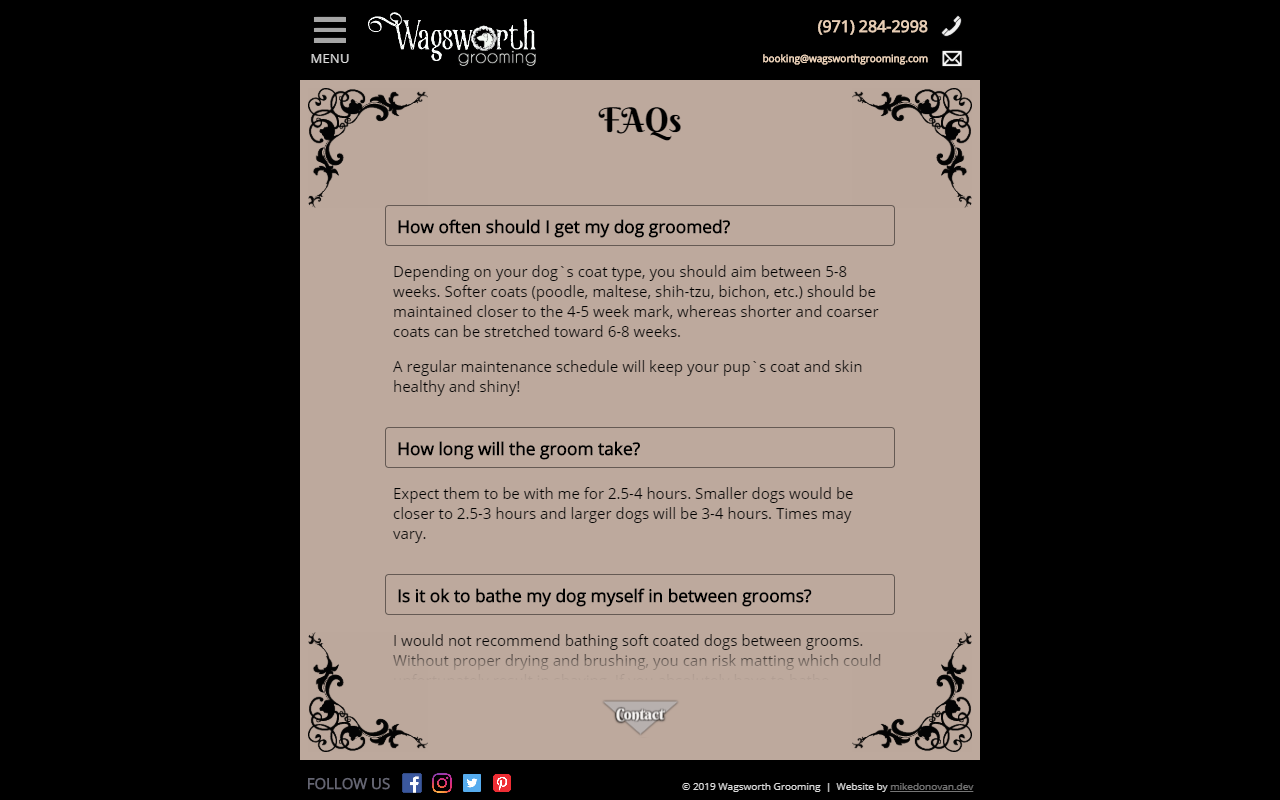 MENU
Wagsworth
grooming
(971) 284-2998
booking@wagsworthgrooming.com
FAQs
How often should I get my dog groomed?
Depending on your dog`s coat type, you should aim between 5-8
weeks. Softer coats (poodle, maltese, shih-tzu, bichon, etc.) should be
maintained closer to the 4-5 week mark, whereas shorter and coarser
coats can be stretched toward 6-8 weeks.
A regular maintenance schedule will keep your pup`s coat and skin
healthy and shiny!
How long will the groom take?
Expect them to be with me for 2.5-4 hours. Smaller dogs would be
closer to 2.5-3 hours and larger dogs will be 3-4 hours. Times may
vary.
Is it ok to bathe my dog myself in between grooms?
I would not recommend bathing soft coated dogs between grooms.
Without proper drying and brushing, you can risk matting which could
Contact
FOLLOW US
© 2019 Wagsworth Grooming | Website by mikedonovan.dev